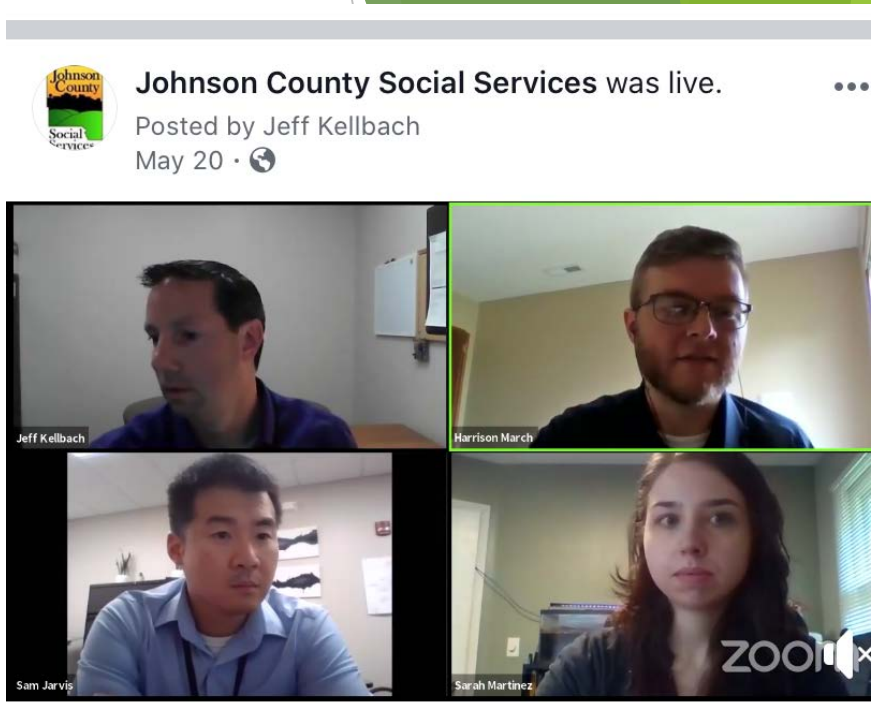 Johnson
County
Social
Services
Johnson County Social Services was live.
Posted by Jeff Kellbach
May 20 ·
Jeff Kellbach
Harrison March
Sam Jarvis
Sarah Martinez
zoom